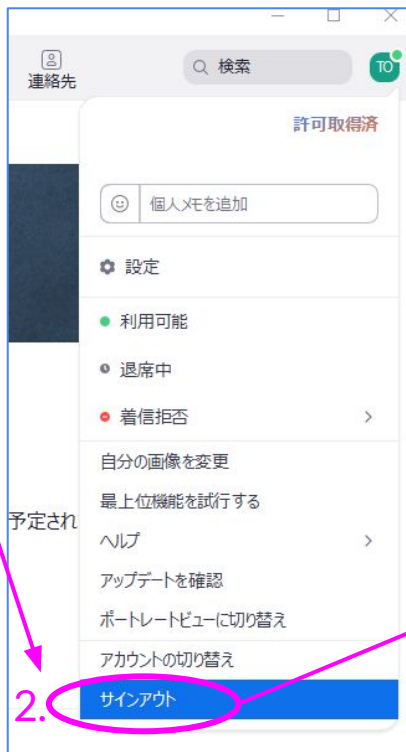 連絡先
検索
TO
許可取得済
個人メモを追加
設定
利用可能
退席中
着信拒否
自分の画像を変更
最上位機能を試行する
予定され
ヘルプ
アップデートを確認
ポートレートビューに切り替え
アカウントの切り替え
2.
サインアウト